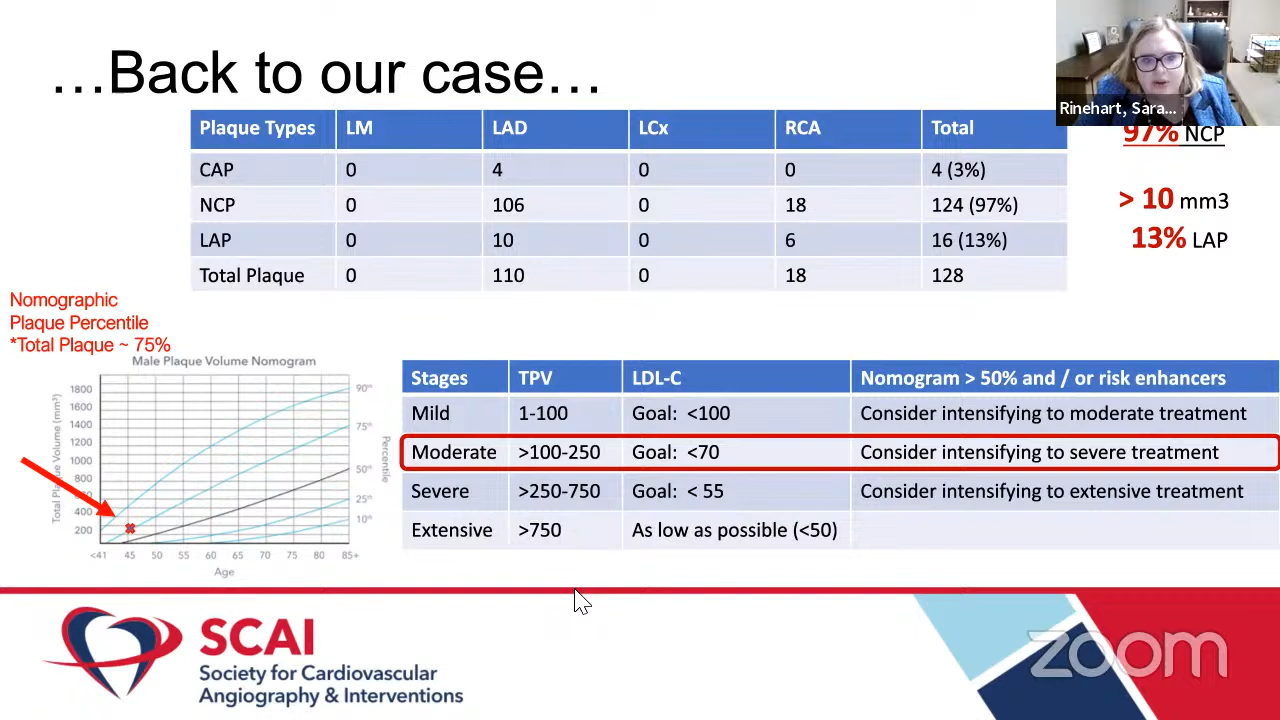 …Back to our case…
Rinehart, Sara...
Plaque Types LM LAD LCx RCA Total
CAP 0 4 0 0 4 (3%)
NCP 0 106 0 18 124 (97%)
LAP 0 10 0 6 16 (13%)
Total Plaque 0 110 0 18 128
97% NCP
> 10 mm3
13% LAP
Nomographic
Plaque Percentile
*Total Plaque ~ 75%
Male Plaque Volume Nomogram
Total Plaque Volume (mm³)
1800
1600
1400
1200
1000
800
600
400
200
90th
75th
50th
25th
10th
Percentile
<41 45 50 55 60 65 70 75 80 85+
Age
Stages TPV LDL-C Nomogram > 50% and / or risk enhancers
Mild 1-100 Goal: <100 Consider intensifying to moderate treatment
Moderate >100-250 Goal: <70 Consider intensifying to severe treatment
Severe >250-750 Goal: < 55 Consider intensifying to extensive treatment
Extensive >750 As low as possible (<50)
SCAI
Society for Cardiovascular
Angiography & Interventions
zoom